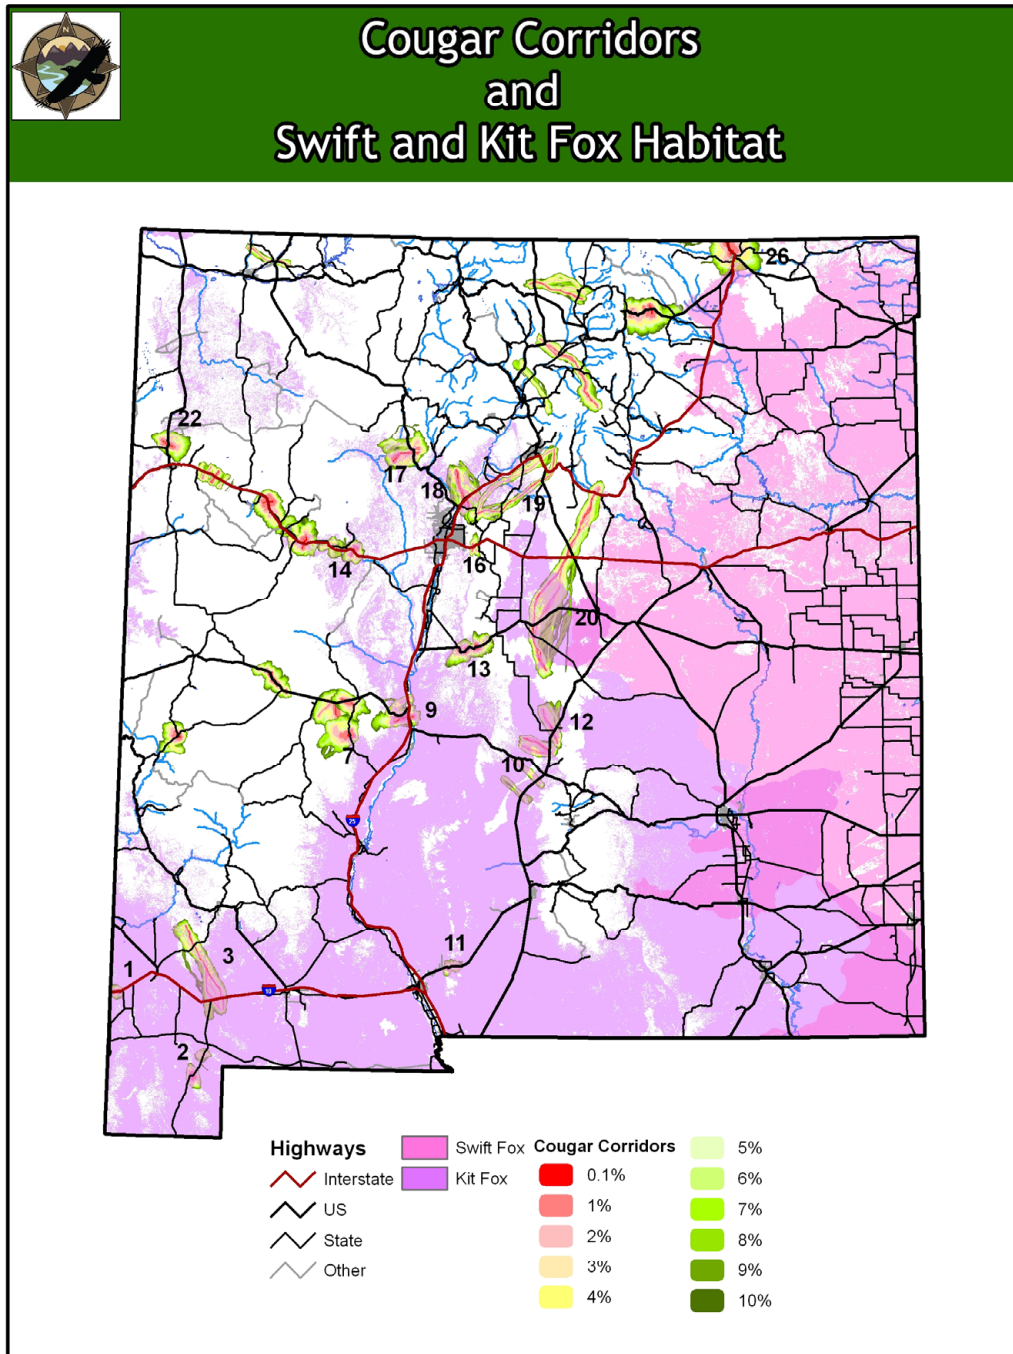 Cougar Corridors
and
Swift and Kit Fox Habitat
N
26
22
17
18
19
14
16
20
13
9
12
7
10
25
11
3
1
10
2
Highways
Interstate
US
State
Other
Swift Fox
Kit Fox
Cougar Corridors
0.1%
1%
2%
3%
4%
5%
6%
7%
8%
9%
10%